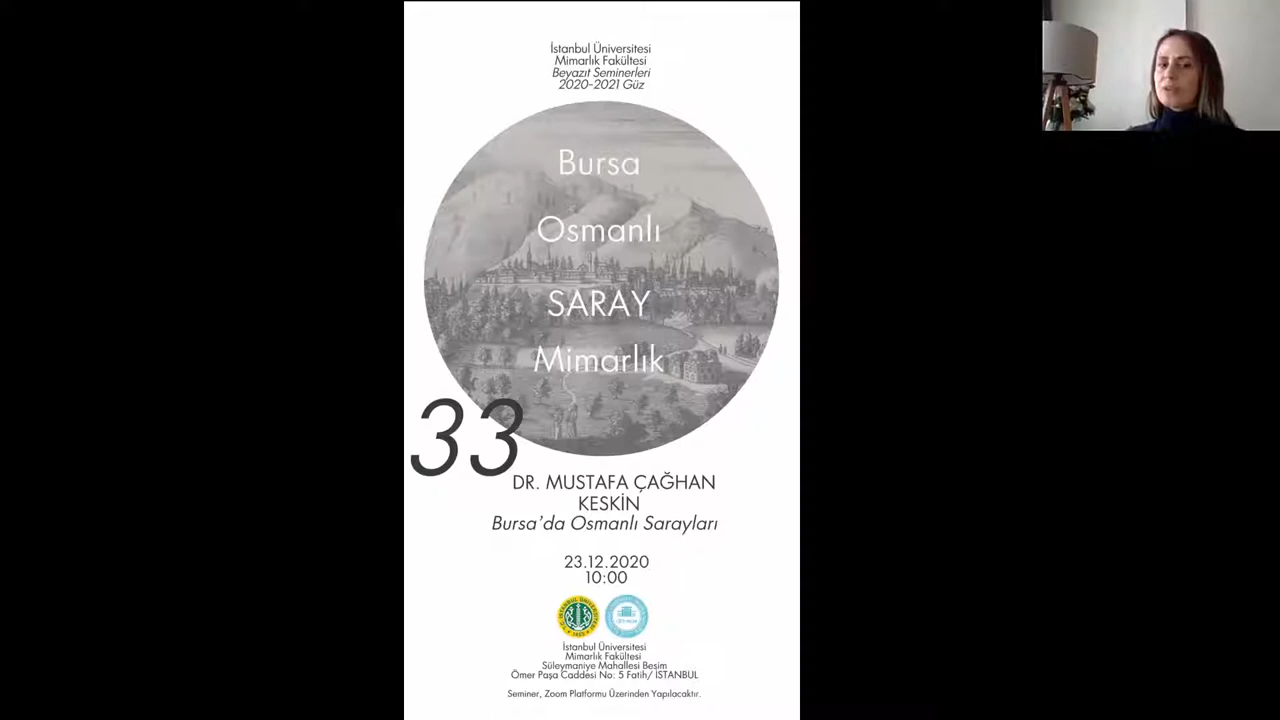 İstanbul Üniversitesi
Mimarlık Fakültesi
Beyazıt Seminerleri
2020-2021 Güz
Bursa
Osmanlı
SARAY
Mimarlık
33
DR. MUSTAFA ÇAĞHAN
KESKİN
Bursa'da Osmanlı Sarayları
23.12.2020
10:00
İstanbul Üniversitesi
Mimarlık Fakültesi
Süleymaniye Mahallesi Besim
Ömer Paşa Caddesi No: 5 Fatih/ İSTANBUL
Seminer, Zoom Platformu Üzerinden Yapılacaktır.